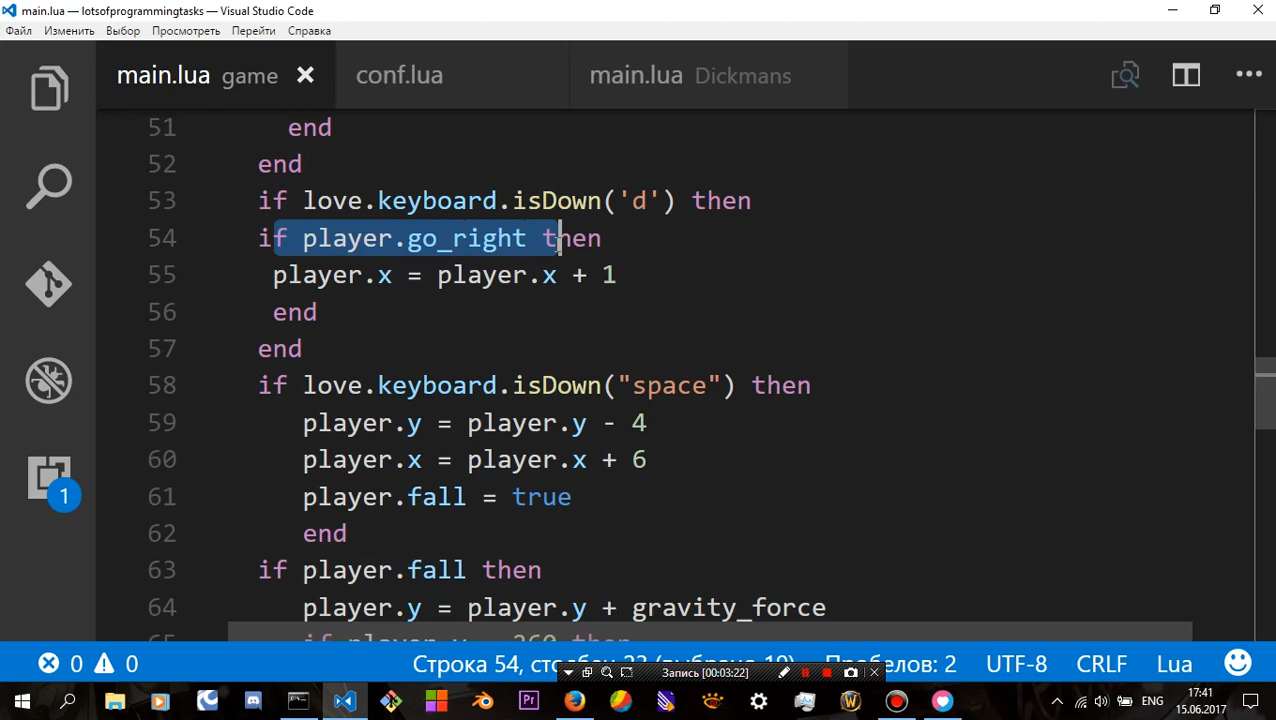 main.lua - lotsofprogrammingtasks - Visual Studio Code
Файл Изменить Выбор Просмотреть Перейти Справка
main.lua game conf.lua main.lua Dickmans
51 end
52 end
53 if love.keyboard.isDown('d') then
54 if player.go_right then
55 player.x = player.x + 1
56 end
57 end
58 if love.keyboard.isDown("space") then
59 player.y = player.y - 4
60 player.x = player.x + 6
61 player.fall = true
62 end
63 if player.fall then
64 player.y = player.y + gravity_force
1
0 0 Строка 54, Пробелов: 2 UTF-8 CRLF Lua
Запись [00:03:22]
Pr W ENG 17:41
15.06.2017